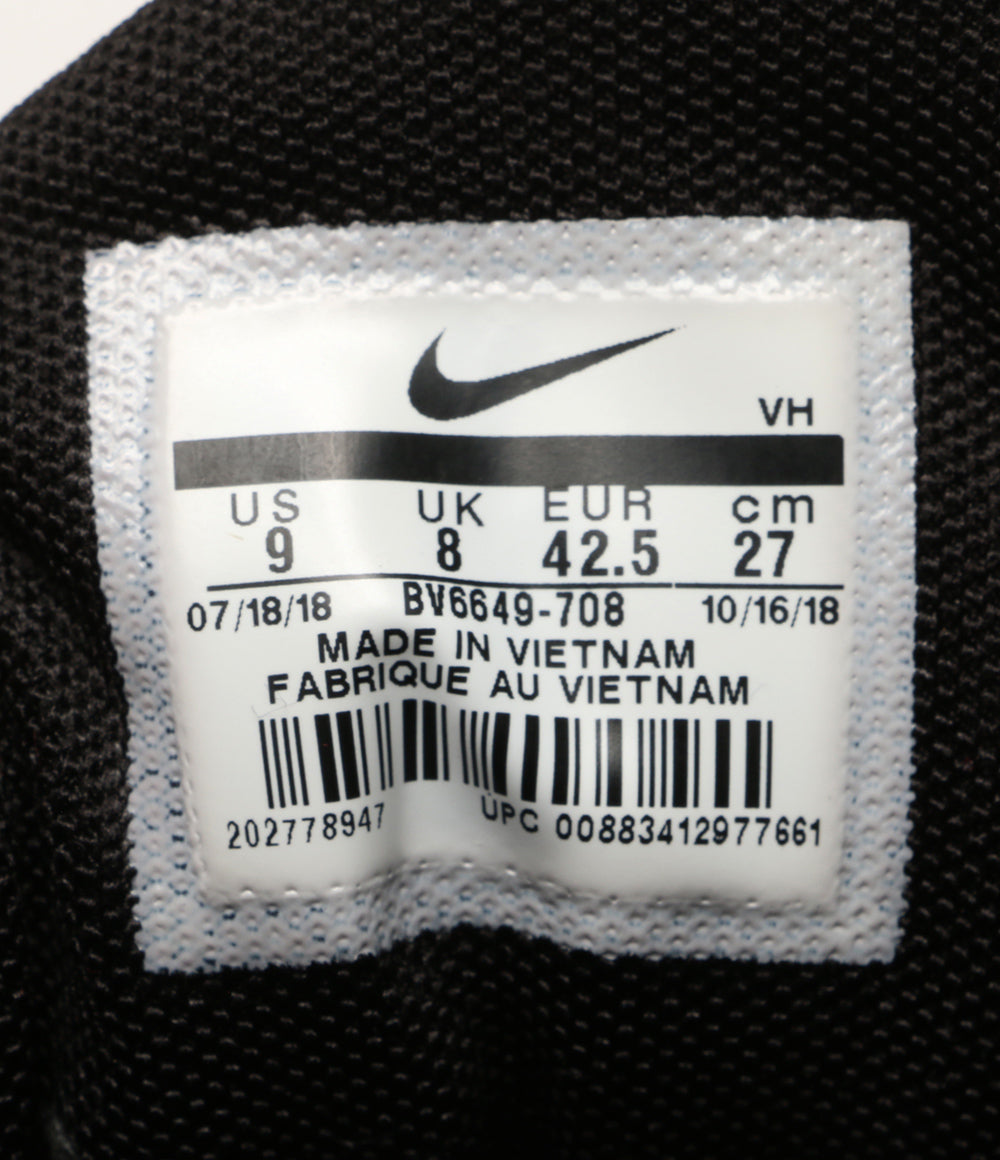 VH
US UK EUR cm
9 8 42.5 27
07/18/18 BV6649-708 10/16/18
MADE IN VIETNAM
FABRIQUE AU VIETNAM
202778947 UPC 00883412977661